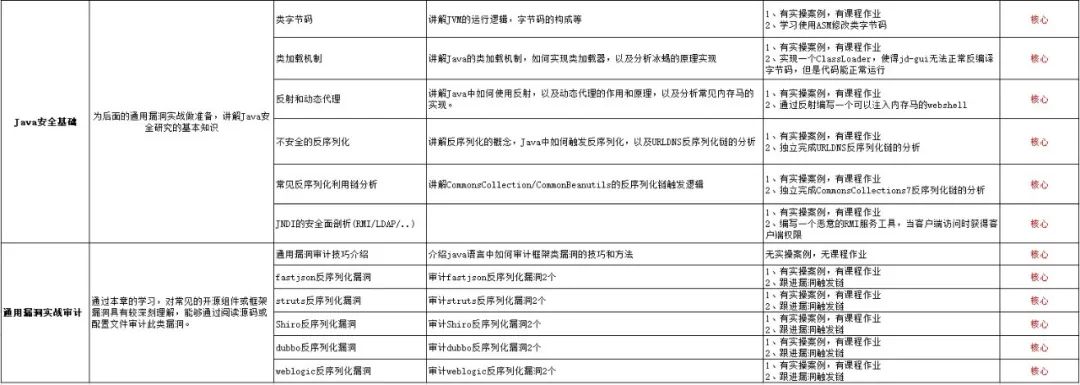 类字节码
讲解JVM的运行逻辑，字节码的构成等
1、有实操案例，有课程作业
2、学习使用ASM修改类字节码
核心
类加载机制
讲解Java的类加载机制，如何实现类加载器，以及分析冰蝎的原理实现
1、有实操案例，有课程作业
2、实现一个ClassLoader，使得jd-gui无法正常反编译
字节码，但是代码能正常运行
核心
Java安全基础
为后面的通用漏洞实战做准备，讲解Java安
全研究的基本知识
反射和动态代理
讲解Java中如何使用反射，以及动态代理的作用和原理，以及分析常见内存马的
实现。
1、有实操案例，有课程作业
2、通过反射编写一个可以注入内存马的webshell
核心
不安全的反序列化
讲解反序列化的概念，Java中如何触发反序列化，以及URLDNS反序列化链的分析
1、有实操案例，有课程作业
2、独立完成URLDNS反序列化链的分析
核心
常见反序列化利用链分析
讲解CommonsCollection/CommonBeanutils的反序列化链触发逻辑
1、有实操案例，有课程作业
2、独立完成CommonsCollections7反序列化链的分析
核心
JNDI的安全面剖析(RMI/LDAP/..)
1、有实操案例，有课程作业
2、编写一个恶意的RMI服务工具，当客户端访问时获得客
户端权限
核心
通用漏洞实战审计
通过本章的学习，对常见的开源组件或框架
漏洞具有较深刻理解，能够通过阅读源码或
配置文件审计此类漏洞。
通用漏洞审计技巧介绍
介绍java语言中如何审计框架类漏洞的技巧和方法
无实操案例，无课程作业
核心
fastjson反序列化漏洞
审计fastjson反序列化漏洞2个
1、有实操案例，有课程作业
2、跟进漏洞触发链
核心
struts反序列化漏洞
审计struts反序列化漏洞2个
1、有实操案例，有课程作业
2、跟进漏洞触发链
核心
Shiro反序列化漏洞
审计Shiro反序列化漏洞2个
1、有实操案例，有课程作业
2、跟进漏洞触发链
核心
dubbo反序列化漏洞
审计dubbo反序列化漏洞2个
1、有实操案例，有课程作业
2、跟进漏洞触发链
核心
weblogic反序列化漏洞
审计weblogic反序列化漏洞2个
1、有实操案例，有课程作业
2、跟进漏洞触发链
核心